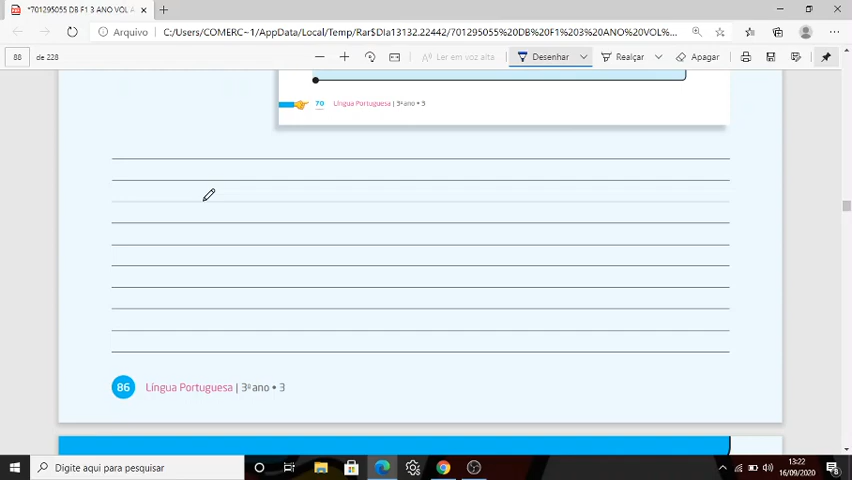 *701295055 DB F1 3 ANO VOL A
Arquivo
C:/Users/COMERC~1/AppData/Local/Temp/Rar$DIa13132.22442/701295055%20DB%20F1%203%20ANO%20VOL%...
88 de 228
Ler em voz alta
Desenhar
Realçar
Apagar
70 Língua Portuguesa | 3º ano • 3
86 Língua Portuguesa | 3º ano • 3
Digite aqui para pesquisar
13:22
16/09/2020
8